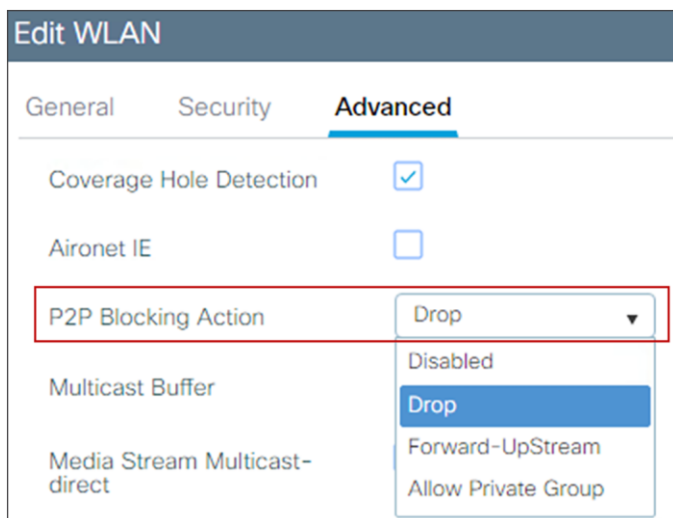 Edit WLAN
General Security Advanced
Coverage Hole Detection
Aironet IE
P2P Blocking Action Drop
Disabled
Multicast Buffer
Drop
Forward-UpStream
Media Stream Multicast-
direct
Allow Private Group